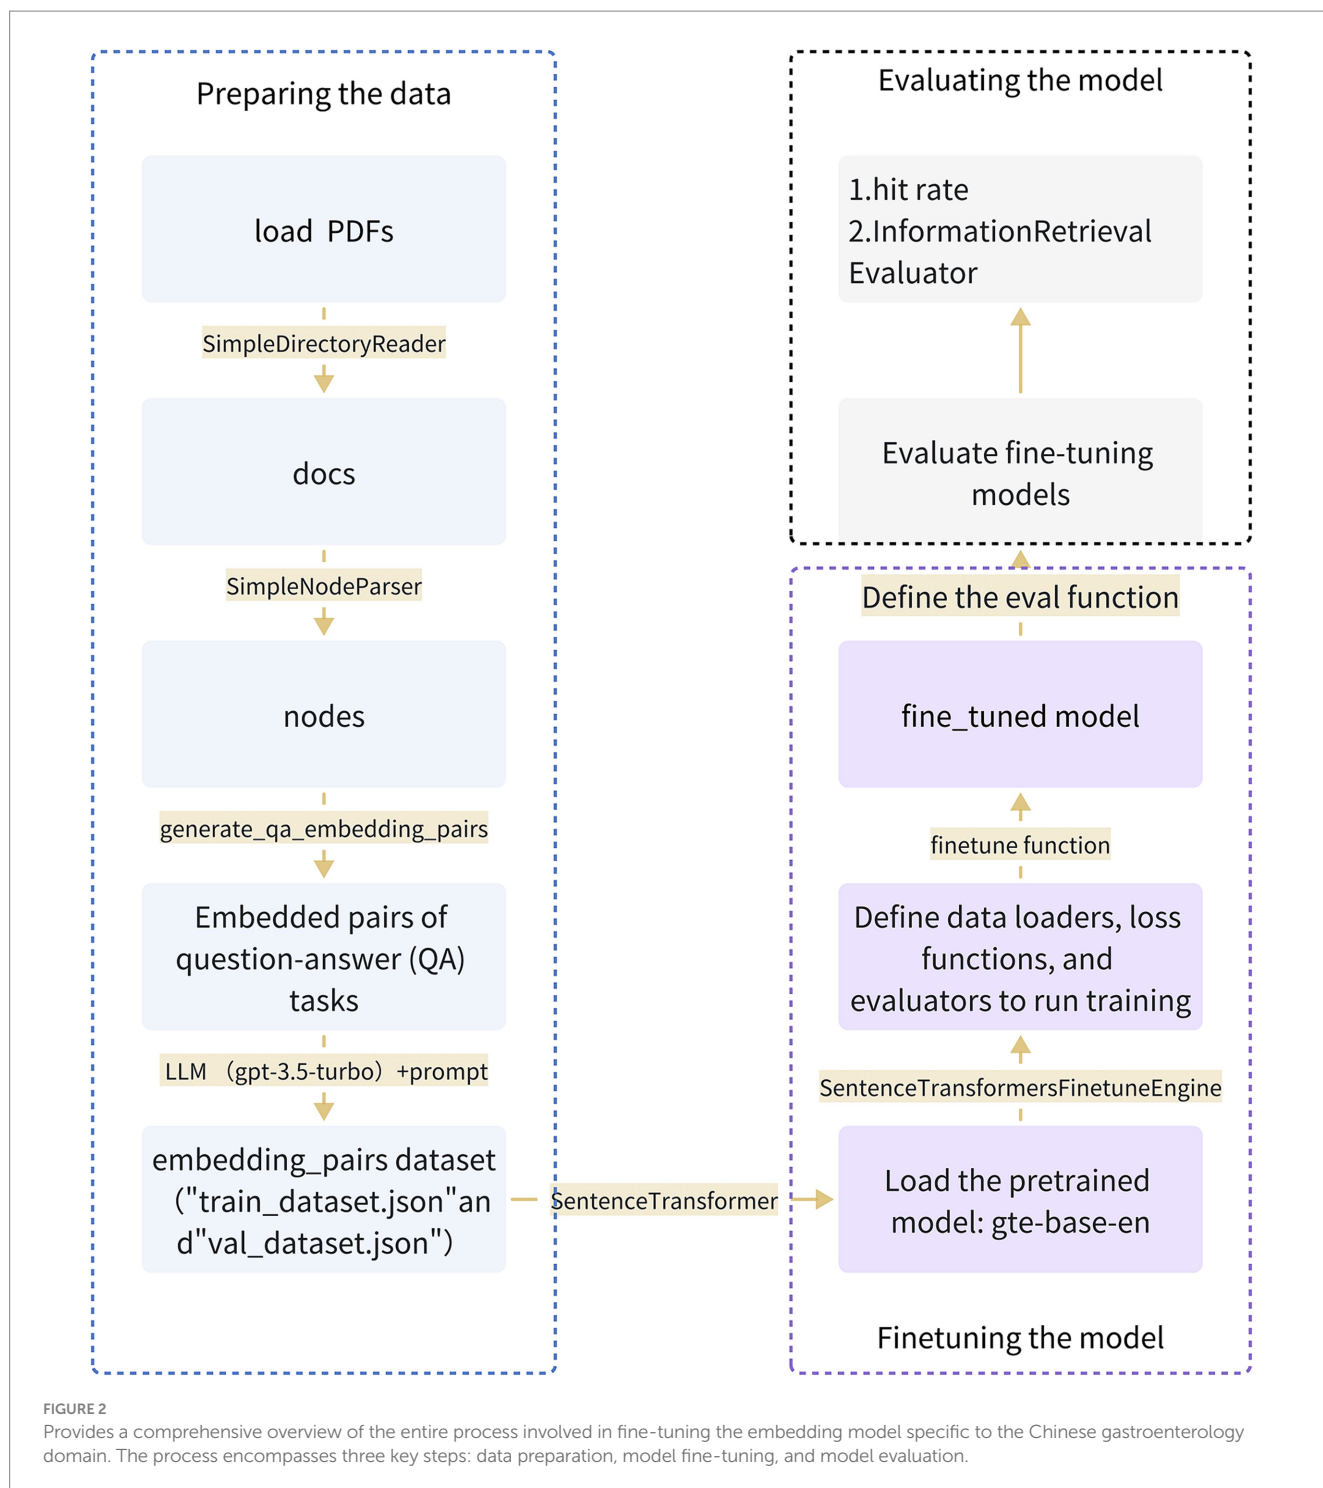 Preparing the data
load PDFs
SimpleDirectoryReader
docs
SimpleNodeParser
nodes
generate_qa_embedding_pairs
Embedded pairs of
question-answer (QA)
tasks
LLM （gpt-3.5-turbo）+prompt
embedding_pairs dataset
（"train_dataset.json"an
d"val_dataset.json"）
SentenceTransformer
Load the pretrained
model: gte-base-en
Finetuning the model
SentenceTransformersFinetuneEngine
Define data loaders, loss
functions, and
evaluators to run training
finetune function
fine_tuned model
Define the eval function
Evaluate fine-tuning
models
1.hit rate
2.InformationRetrieval
Evaluator
Evaluating the model
FIGURE 2
Provides a comprehensive overview of the entire process involved in fine-tuning the embedding model specific to the Chinese gastroenterology
domain. The process encompasses three key steps: data preparation, model fine-tuning, and model evaluation.